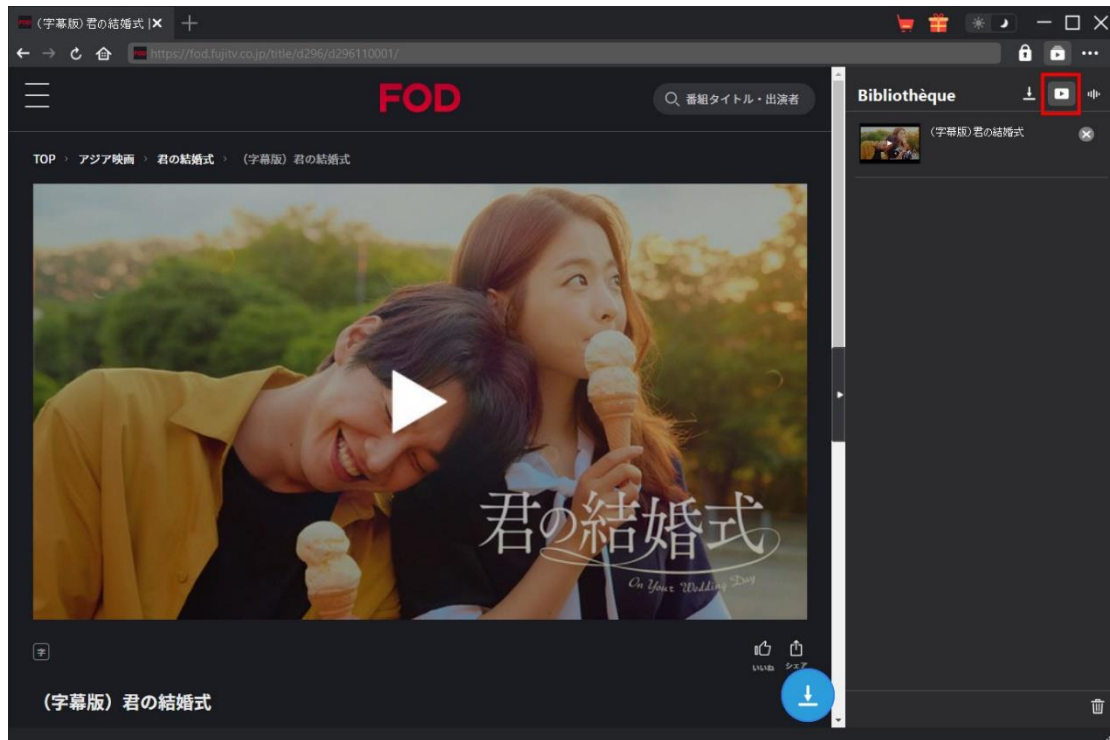 (字幕版) 君の結婚式 |
https://fod.fujitv.co.jp/title/d296/d296110001/
FOD
番組タイトル・出演者
TOP > アジア映画 > 君の結婚式 > （字幕版）君の結婚式
君の結婚式
On Your Wedding Day
字
いいね シェア
（字幕版）君の結婚式
Bibliothèque
(字幕版) 君の結婚式